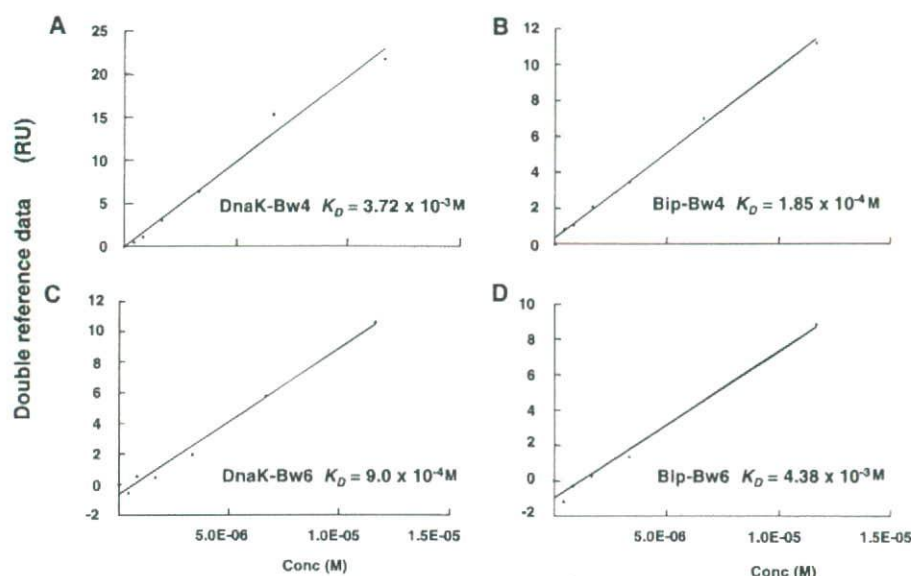 A
B
25
20
15
10
5
0
DnaK-Bw4 K_D = 3.72 x 10⁻³ M
12
10
8
6
4
2
0
Bip-Bw4 K_D = 1.85 x 10⁻⁴ M
Double reference data (RU)
C
D
12
10
8
6
4
2
0
-2
DnaK-Bw6 K_D = 9.0 x 10⁻⁴ M
5.0E-06
1.0E-05
1.5E-05
Conc (M)
10
8
6
4
2
0
-2
Bip-Bw6 K_D = 4.38 x 10⁻³ M
5.0E-06
1.0E-05
1.5E-05
Conc (M)